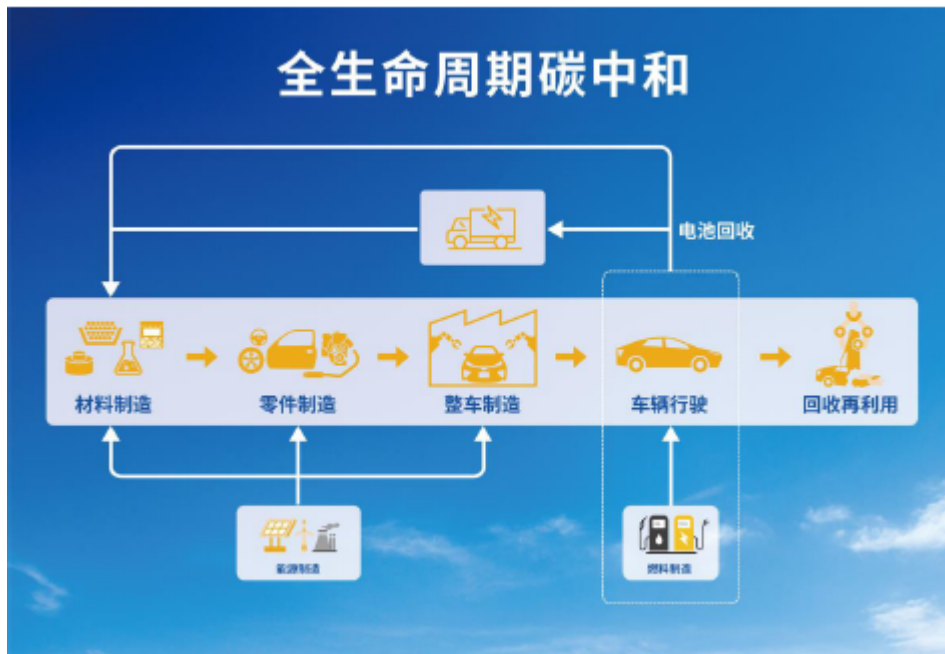 全生命周期碳中和
电池回收
材料制造
零件制造
整车制造
车辆行驶
回收再利用
能源制造
燃料制造